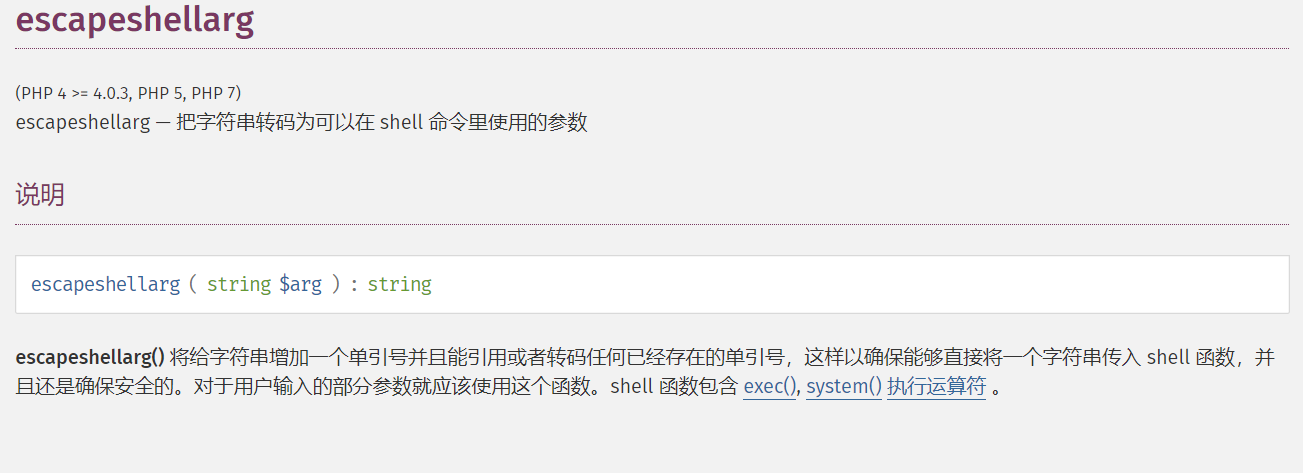 escapeshellarg
(PHP 4 >= 4.0.3, PHP 5, PHP 7)
escapeshellarg — 把字符串转码为可以在 shell 命令里使用的参数
说明
escapeshellarg ( string $arg ) : string
escapeshellarg() 将给字符串增加一个单引号并且能引用或者转码任何已经存在的单引号，这样以确保能够直接将一个字符串传入 shell 函数，并
且还是确保安全的。对于用户输入的部分参数就应该使用这个函数。shell 函数包含 exec(), system() 执行运算符 。